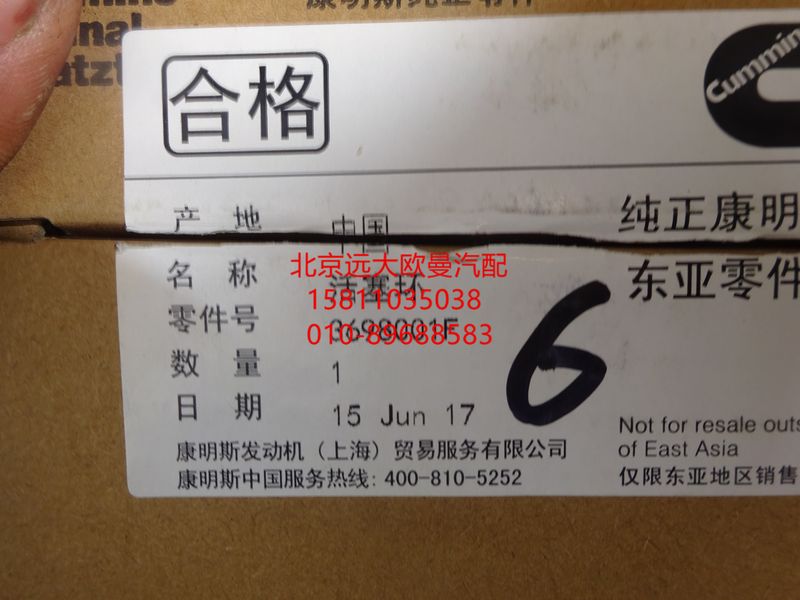 合格
Cummin
产 地 中国
纯正康明
名 称 活塞环
东亚零件
北京远大欧曼汽配
零件号
15811035038
010-89688583
数 量 1
6
日 期 15 Jun 17
Not for resale outs
of East Asia
康明斯发动机（上海）贸易服务有限公司
康明斯中国服务热线: 400-810-5252
仅限东亚地区销售